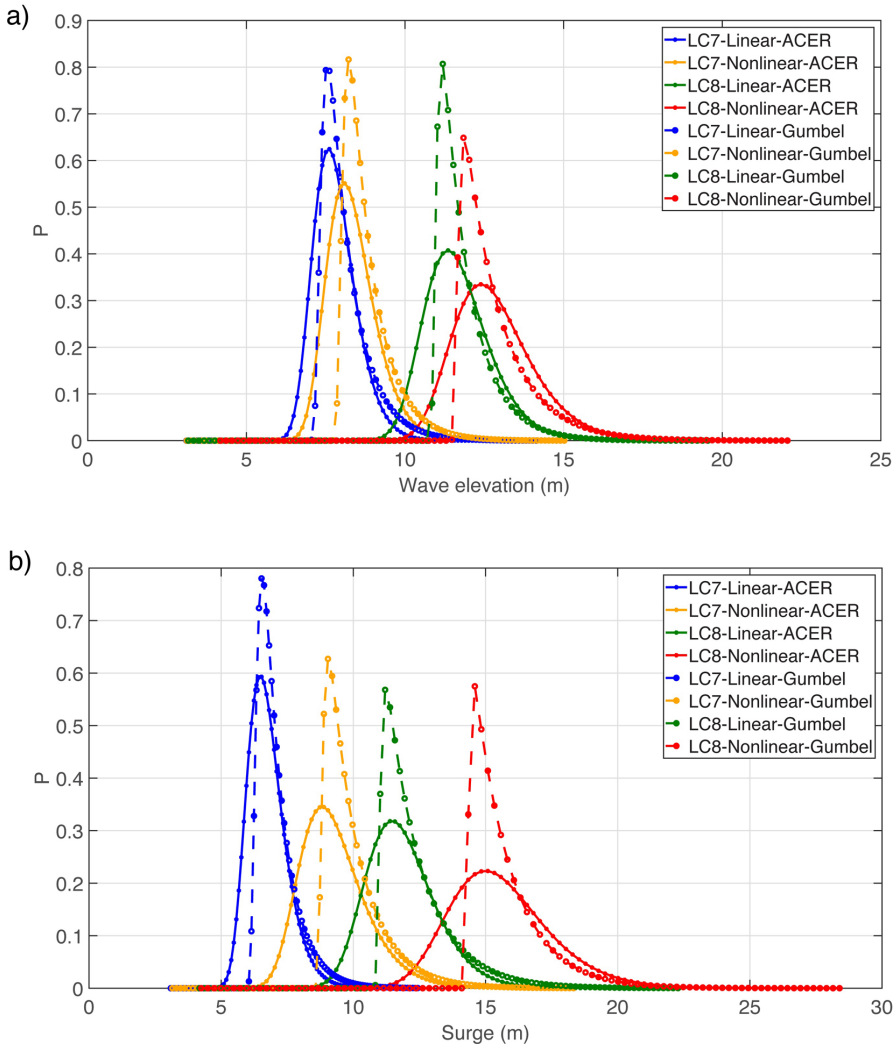 a)
0.9
0.8
0.7
0.6
0.5
0.4
0.3
0.2
0.1
0
P
LC7-Linear-ACER
LC7-Nonlinear-ACER
LC8-Linear-ACER
LC8-Nonlinear-ACER
LC7-Linear-Gumbel
LC7-Nonlinear-Gumbel
LC8-Linear-Gumbel
LC8-Nonlinear-Gumbel
0 5 10 15 20 25
Wave elevation (m)
b)
0.8
0.7
0.6
0.5
0.4
0.3
0.2
0.1
0
P
LC7-Linear-ACER
LC7-Nonlinear-ACER
LC8-Linear-ACER
LC8-Nonlinear-ACER
LC7-Linear-Gumbel
LC7-Nonlinear-Gumbel
LC8-Linear-Gumbel
LC8-Nonlinear-Gumbel
0 5 10 15 20 25 30
Surge (m)